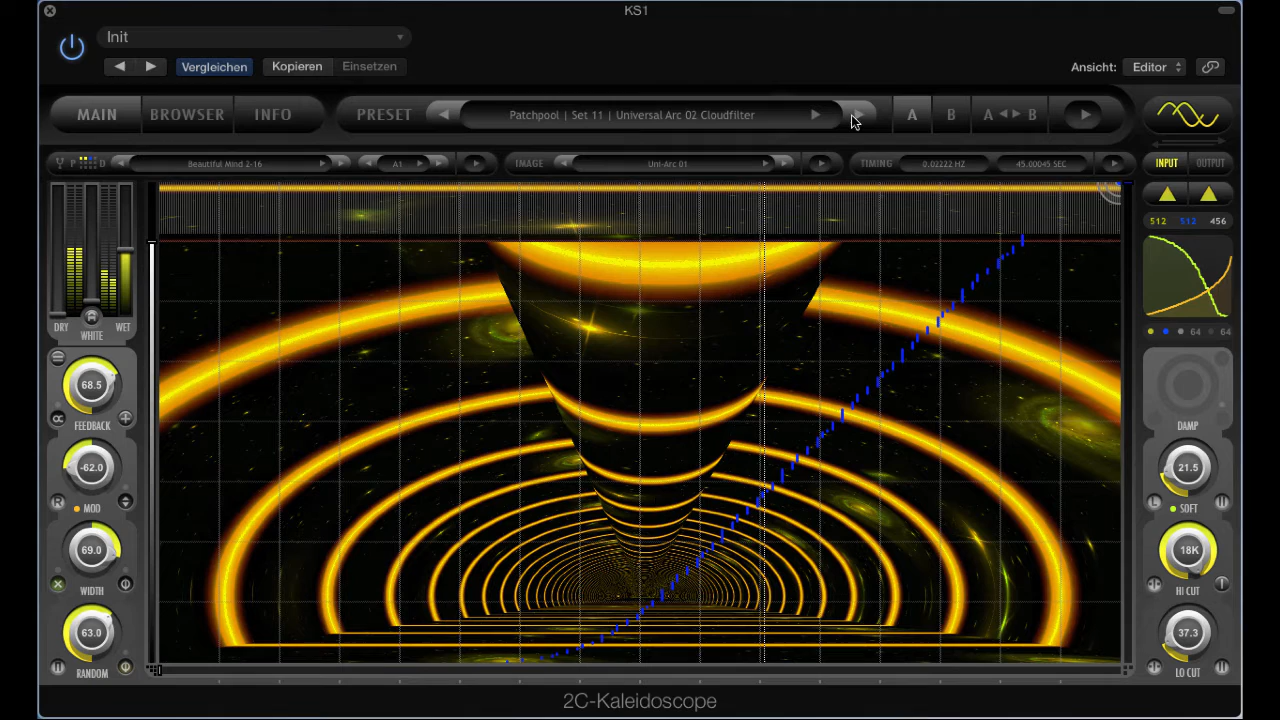 KS1
Init
Vergleichen Kopieren Einsetzen Ansicht: Editor
MAIN BROWSER INFO PRESET Patchpool | Set 11 | Universal Arc 02 Cloudfilter A B A B
P D Beautiful Mind 2-16 A1 IMAGE Uni-Arc 01 TIMING 0.02222 HZ 45.00045 SEC INPUT OUTPUT
512 512 456
DRY WET
WHITE
64 64
68.5
FEEDBACK
DAMP
-62.0
21.5
R MOD
L SOFT
69.0
18K
WIDTH
HI CUT
63.0
37.3
RANDOM
LO CUT
2C-Kaleidoscope